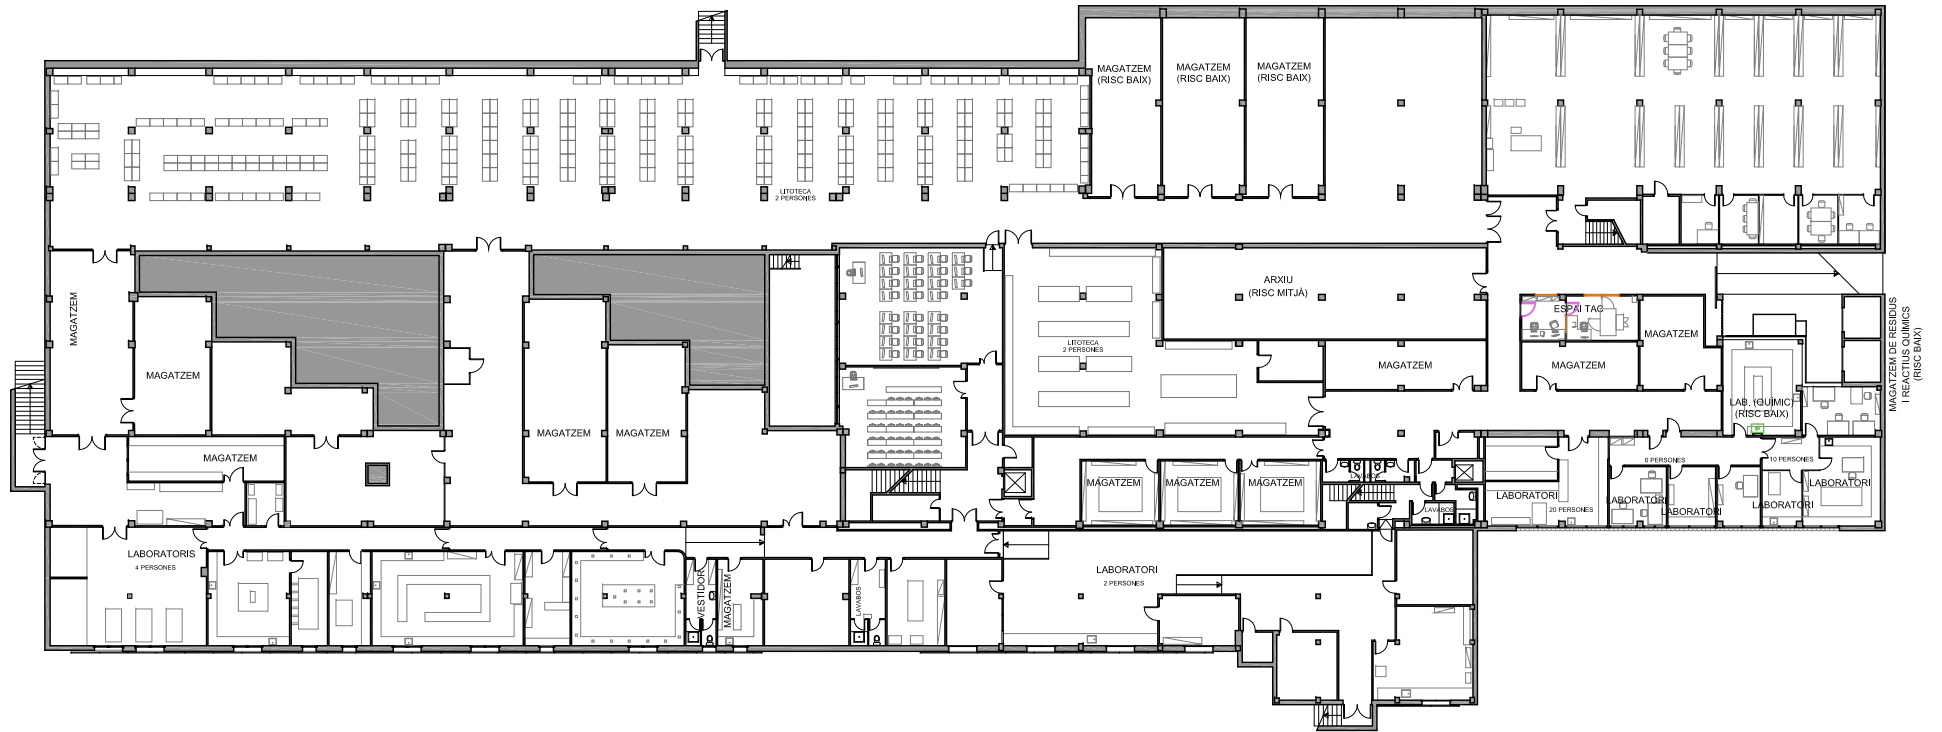 MAGATZEM
(RISC BAIX)
MAGATZEM
(RISC BAIX)
MAGATZEM
(RISC BAIX)
LITOTECA
2 PERSONES
MAGATZEM
ARXIU
(RISC MITJÀ)
ESPAI TAC
MAGATZEM
MAGATZEM DE RESIDUS
I REACTIUS QUÍMICS
(RISC BAIX)
LITOTECA
2 PERSONES
MAGATZEM
MAGATZEM
MAGATZEM
LAB. (QUÍMIC)
(RISC BAIX)
MAGATZEM
MAGATZEM
MAGATZEM
6 PERSONES
10 PERSONES
LAVABOS
MAGATZEM
MAGATZEM
MAGATZEM
LABORATORI
LABORATORI
LABORATORI
LABORATORI
LABORATORI
20 PERSONES
LAVABOS
LABORATORIS
4 PERSONES
VESTIDOR
MAGATZEM
LAVABOS
LABORATORI
2 PERSONES